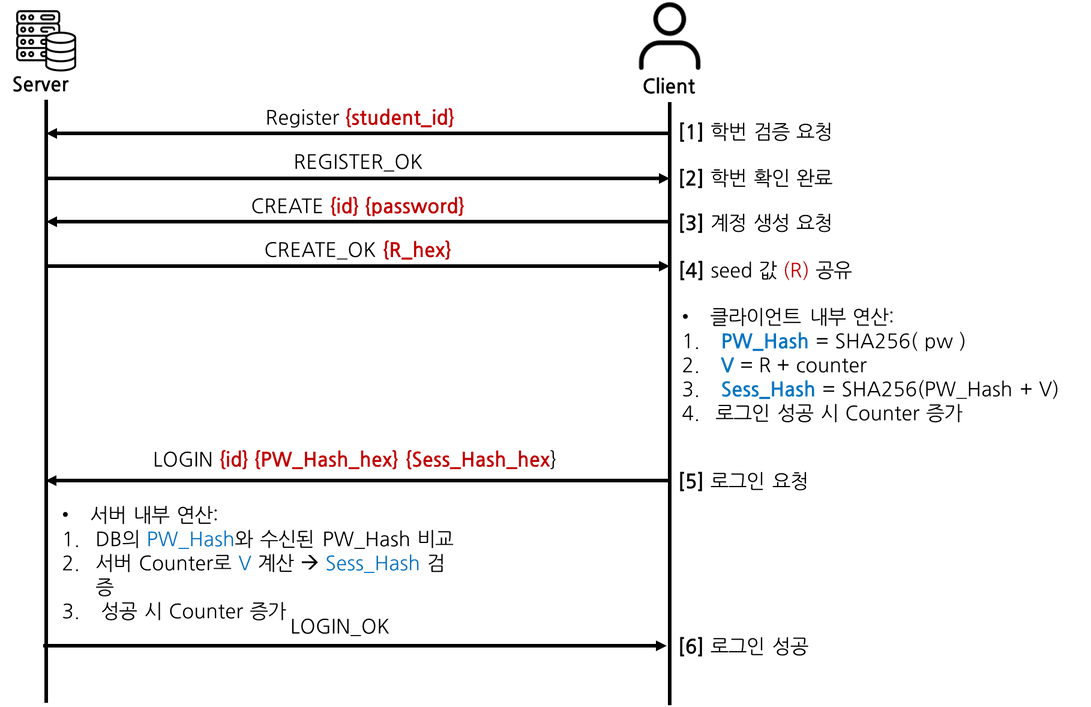 Server
Client
Register {student_id}
[1] 학번 검증 요청
REGISTER_OK
[2] 학번 확인 완료
CREATE {id} {password}
[3] 계정 생성 요청
CREATE_OK {R_hex}
[4] seed 값 (R) 공유
• 클라이언트 내부 연산:
1. PW_Hash = SHA256( pw )
2. V = R + counter
3. Sess_Hash = SHA256(PW_Hash + V)
4. 로그인 성공 시 Counter 증가
LOGIN {id} {PW_Hash_hex} {Sess_Hash_hex}
[5] 로그인 요청
• 서버 내부 연산:
1. DB의 PW_Hash와 수신된 PW_Hash 비교
2. 서버 Counter로 V 계산 → Sess_Hash 검
증
3. 성공 시 Counter 증가
LOGIN_OK
[6] 로그인 성공